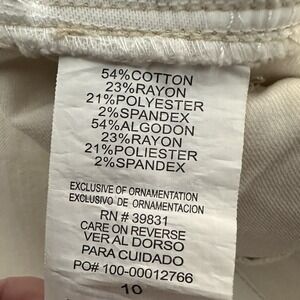 54%COTTON
23%RAYON
21%POLYESTER
2%SPANDEX
54%ALGODON
23%RAYON
21%POLIESTER
2%SPANDEX
EXCLUSIVE OF ORNAMENTATION
EXCLUSIVO DE ORNAMENTACION
RN # 39831
CARE ON REVERSE
VER AL DORSO
PARA CUIDADO
PO# 100-00012766
10